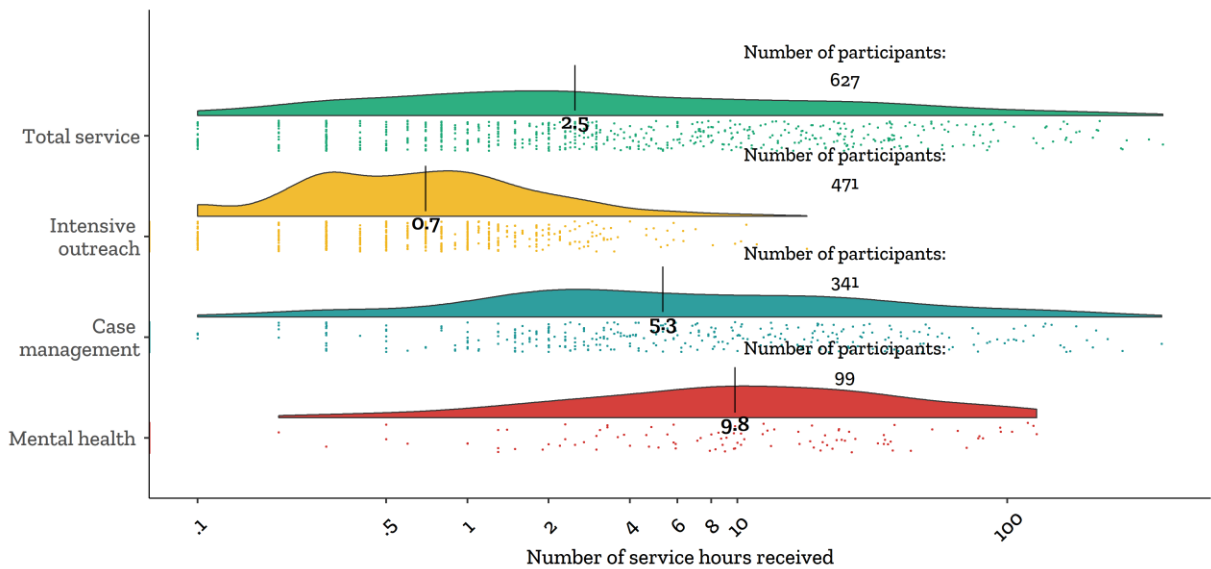 Number of participants:
627
2.5
Total service
Number of participants:
471
0.7
Intensive
outreach
Number of participants:
341
5.3
Case
management
Number of participants:
99
9.8
Mental health
.1
.5
1
2
4
6
8
10
100
Number of service hours received